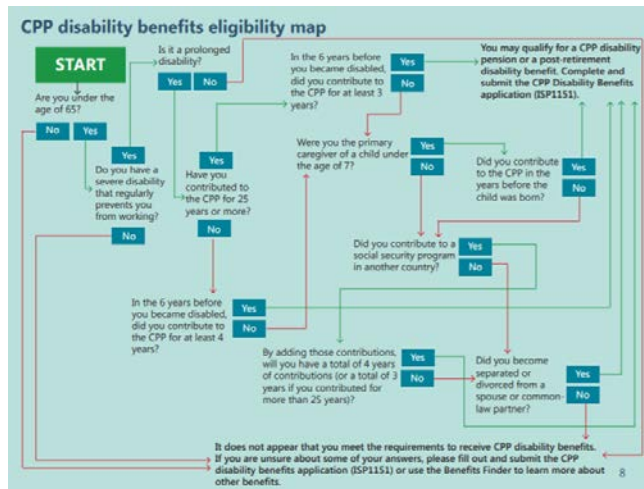 CPP disability benefits eligibility map
START
Are you under the
age of 65?
No
Yes
Is it a prolonged
disability?
Yes
No
Yes
Do you have a
severe disability
that regularly
prevents you
from working?
No
Yes
Have you
contributed to
the CPP for 25
years or more?
No
In the 6 years before
you became disabled,
did you contribute to
the CPP for at least 4
years?
Yes
No
In the 6 years before
you became disabled,
did you contribute to
the CPP for at least 3
years?
Yes
No
Were you the primary
caregiver of a child under
the age of 7?
Yes
No
Did you contribute
to the CPP in the
years before the
child was born?
Yes
No
Did you contribute to a
social security program
in another country?
Yes
No
By adding those contributions,
will you have a total of 4 years
of contributions (or a total of 3
years if you contributed for
more than 25 years)?
Yes
No
Did you become
separated or
divorced from a
spouse or common-
law partner?
Yes
No
You may qualify for a CPP disability
pension or a post-retirement
disability benefit. Complete and
submit the CPP Disability Benefits
application (ISP1151).
It does not appear that you meet the requirements to receive CPP disability benefits.
If you are unsure about some of your answers, please fill out and submit the CPP
disability benefits application (ISP1151) or use the Benefits Finder to learn more about
other benefits.
8